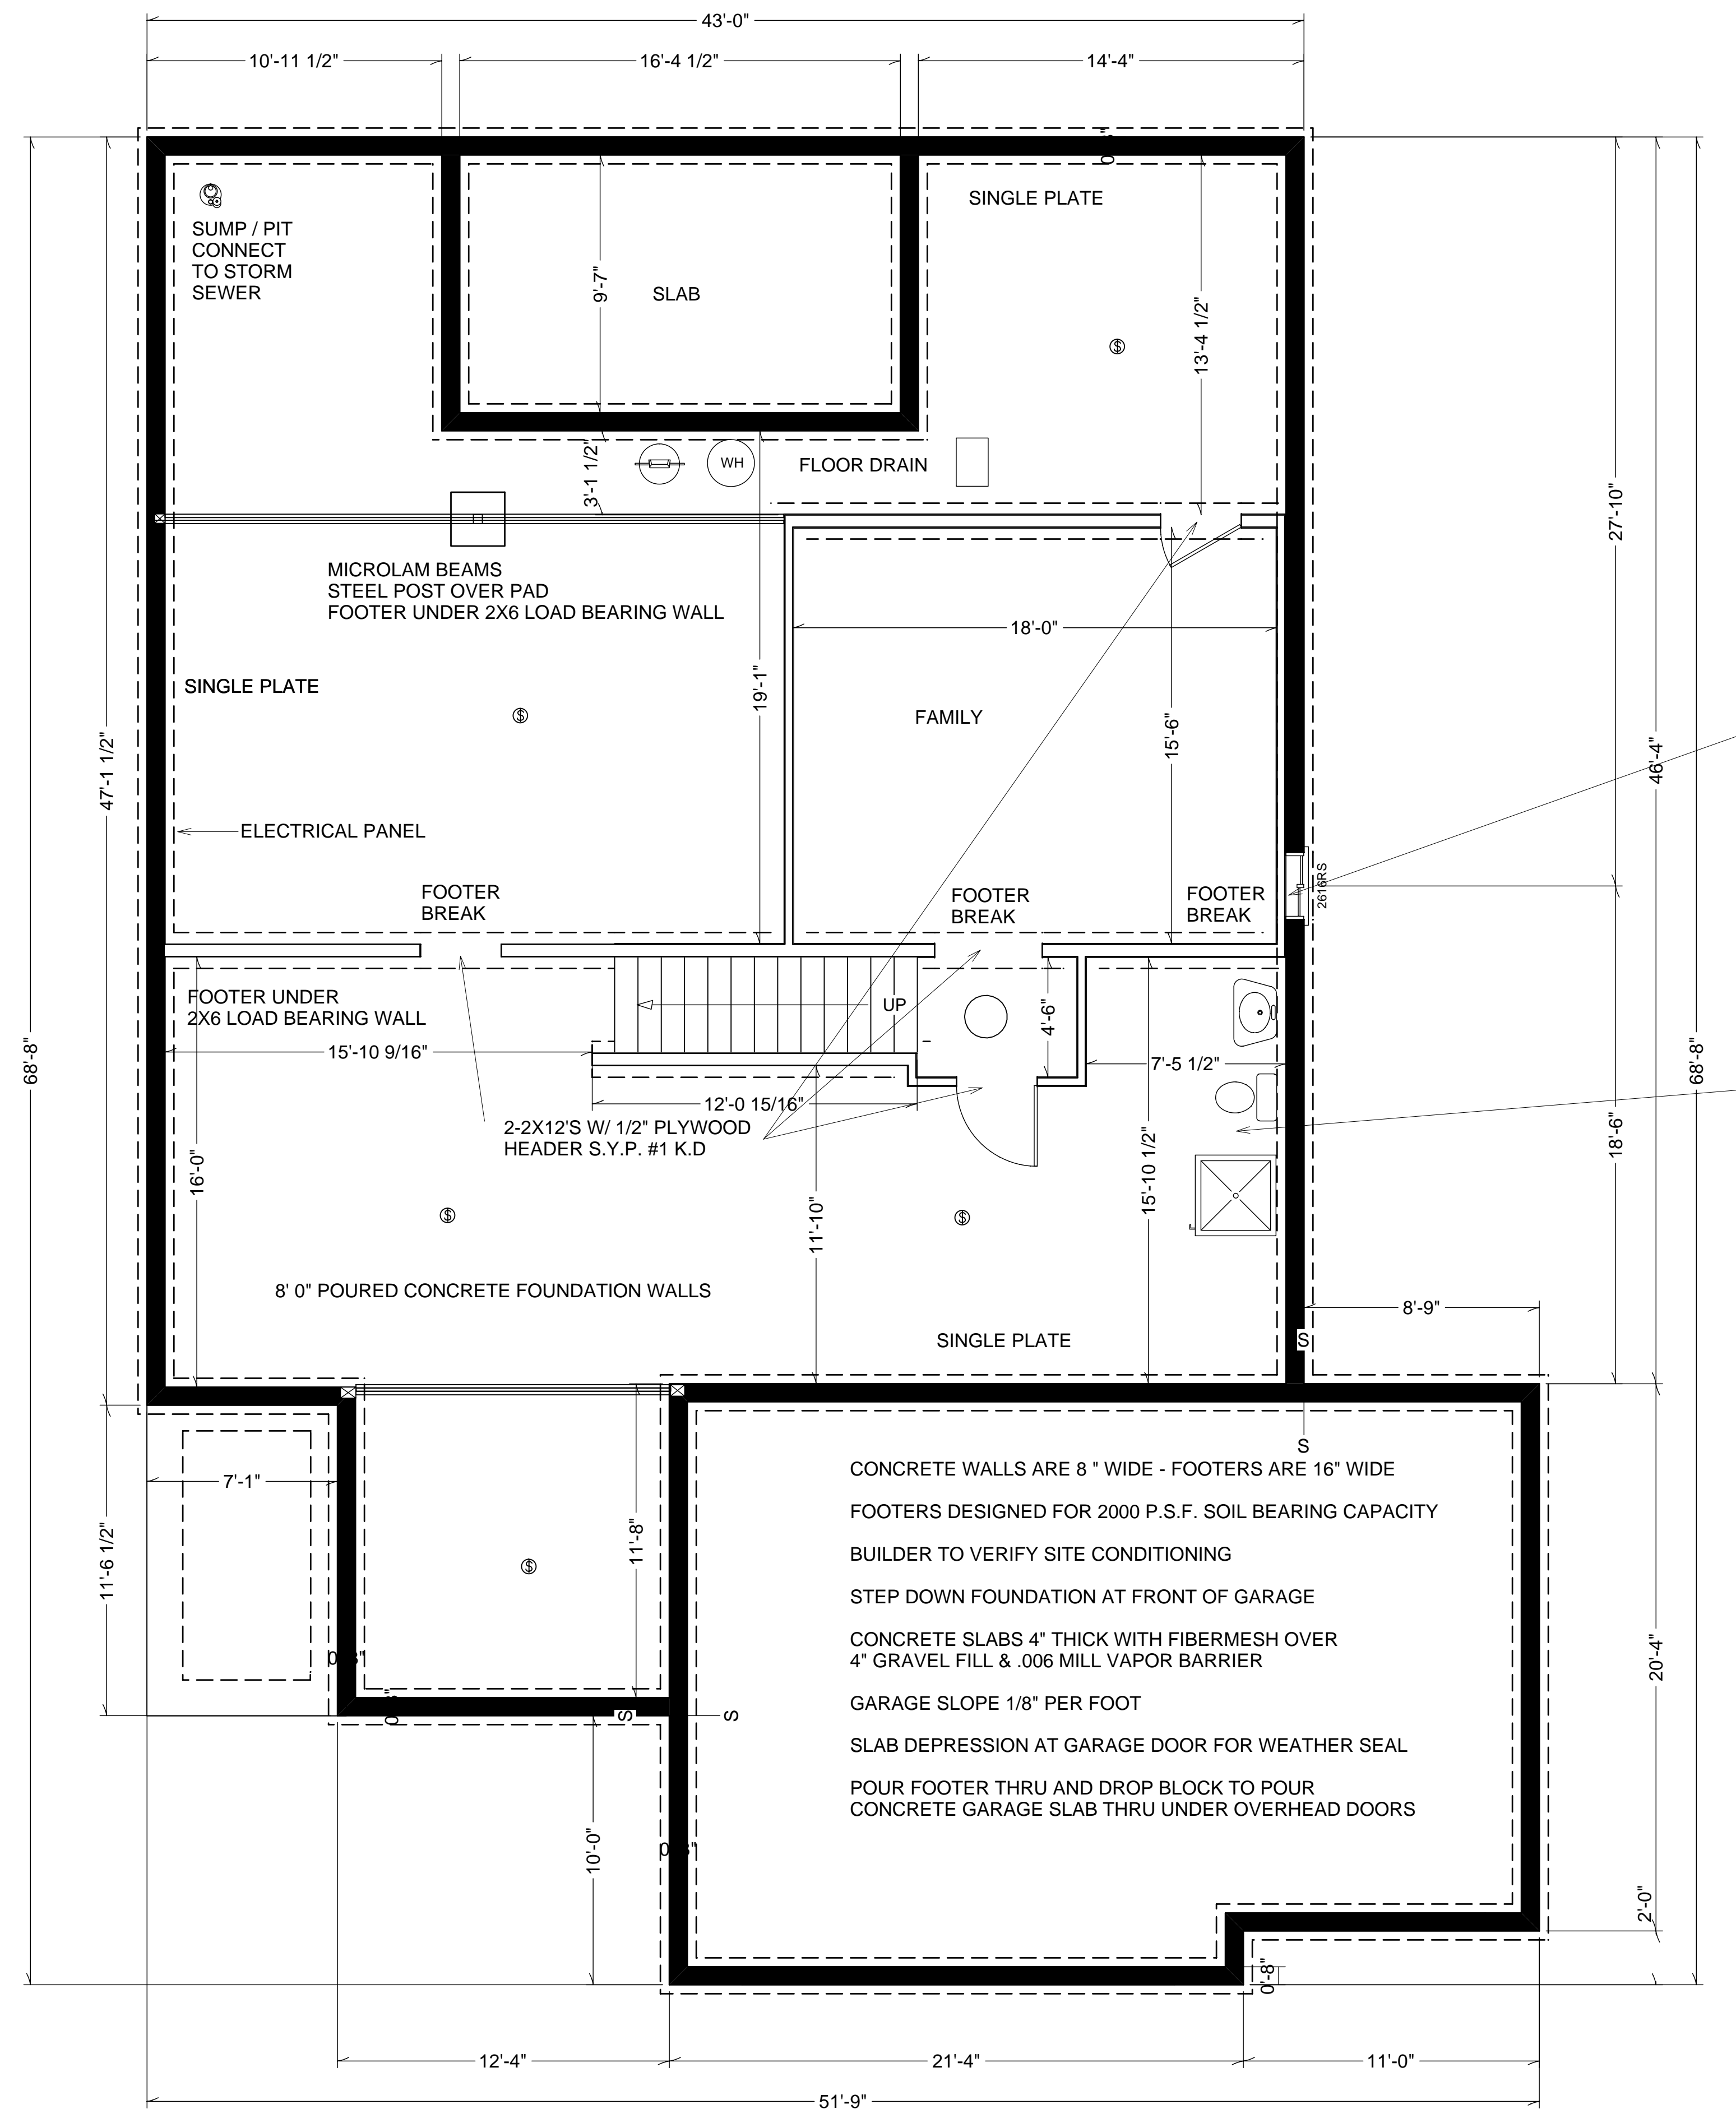 43'-0"
10'-11 1/2"
16'-4 1/2"
14'-4"
0'-8"
SINGLE PLATE
SUMP / PIT
CONNECT
TO STORM
SEWER
9'-7"
SLAB
13'-4 1/2"
$
3'-1 1/2"
WH
FLOOR DRAIN
27'-10"
MICROLAM BEAMS
STEEL POST OVER PAD
FOOTER UNDER 2X6 LOAD BEARING WALL
18'-0"
SINGLE PLATE
19'-1"
$
FAMILY
15'-6"
47'-1 1/2"
46'-4"
ELECTRICAL PANEL
FOOTER
BREAK
FOOTER
BREAK
FOOTER
BREAK
2616RS
FOOTER UNDER
2X6 LOAD BEARING WALL
UP
4'-6"
15'-10 9/16"
7'-5 1/2"
68'-8"
68'-8"
12'-0 15/16"
2-2X12'S W/ 1/2" PLYWOOD
HEADER S.Y.P. #1 K.D
18'-6"
16'-0"
15'-10 1/2"
11'-10"
$
$
8' 0" POURED CONCRETE FOUNDATION WALLS
8'-9"
SINGLE PLATE
S
S
7'-1"
CONCRETE WALLS ARE 8 " WIDE - FOOTERS ARE 16" WIDE
FOOTERS DESIGNED FOR 2000 P.S.F. SOIL BEARING CAPACITY
11'-6 1/2"
11'-8"
BUILDER TO VERIFY SITE CONDITIONING
$
STEP DOWN FOUNDATION AT FRONT OF GARAGE
CONCRETE SLABS 4" THICK WITH FIBERMESH OVER
4" GRAVEL FILL & .006 MILL VAPOR BARRIER
20'-4"
0'-8"
GARAGE SLOPE 1/8" PER FOOT
0'-8"
S
S
SLAB DEPRESSION AT GARAGE DOOR FOR WEATHER SEAL
POUR FOOTER THRU AND DROP BLOCK TO POUR
CONCRETE GARAGE SLAB THRU UNDER OVERHEAD DOORS
10'-0"
0'-8"
2'-0"
0'-8"
12'-4"
21'-4"
11'-0"
51'-9"